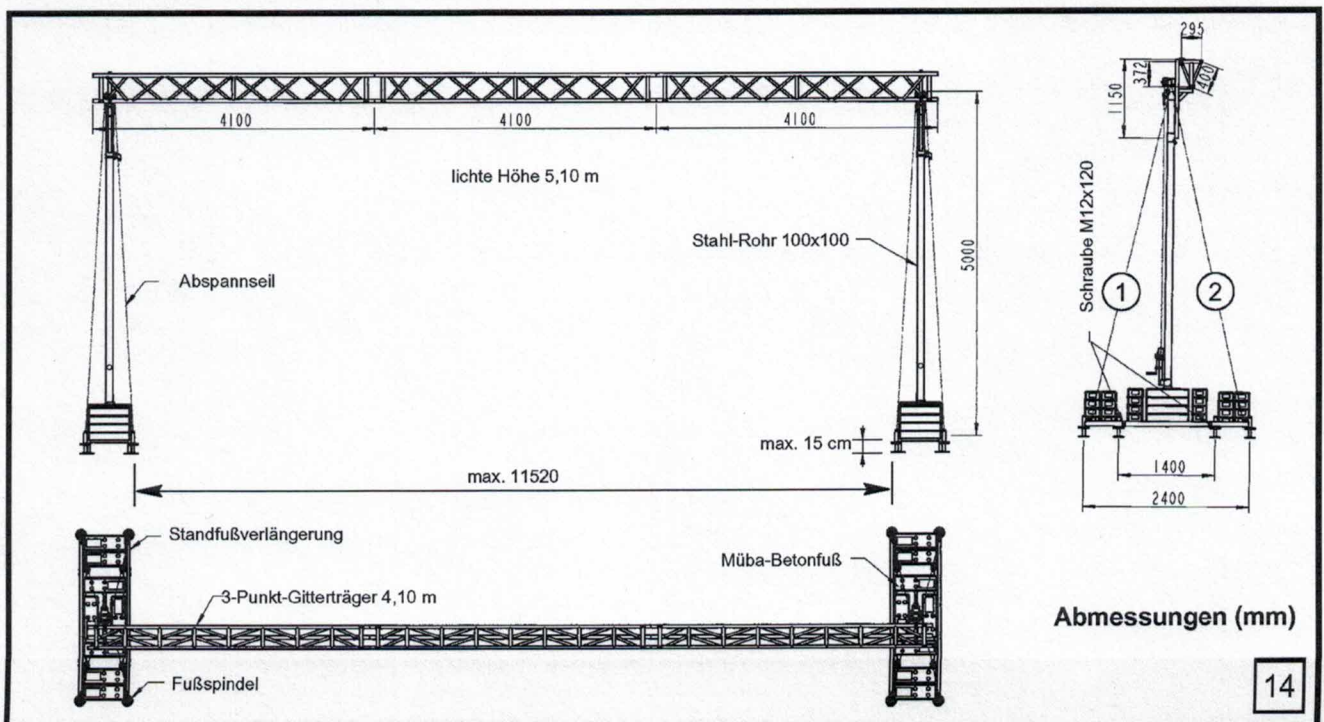 295
372
400
1150
4100
4100
4100
lichte Höhe 5,10 m
Stahl-Rohr 100x100
5000
Abspannseil
Schraube M12x120
1
2
max. 15 cm
max. 11520
1400
2400
Standfußverlängerung
Müba-Betonfuß
3-Punkt-Gitterträger 4,10 m
Fußspindel
Abmessungen (mm)
14